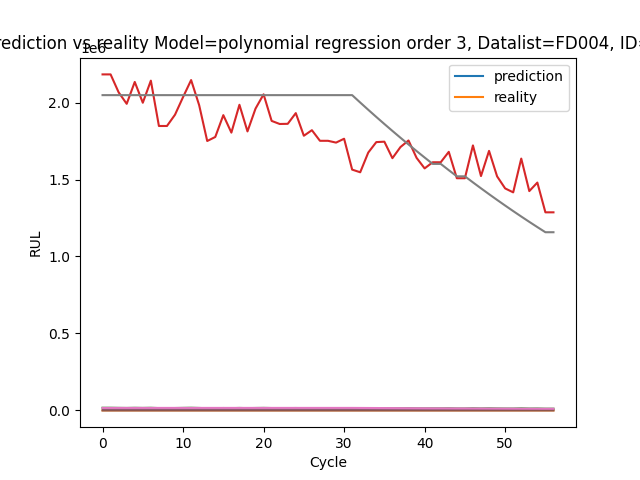 rediction vs reality Model=polynomial regression order 3, Datalist=FD004, ID=
1e6
prediction
reality
2.0
1.5
1.0
0.5
0.0
RUL
0
10
20
30
40
50
Cycle